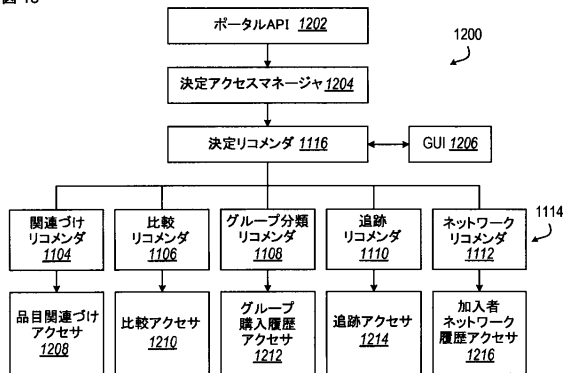 ポータルAPI 1202
1200
決定アクセスマネージャ1204
決定リコメンダ 1116
GUI 1206
関連づけ
リコメンダ
1104
比較
リコメンダ
1106
グループ分類
リコメンダ
1108
追跡
リコメンダ
1110
ネットワーク
リコメンダ
1112
1114
品目関連づけ
アクセサ
1208
比較アクセサ
1210
グループ
購入履歴
アクセサ
1212
追跡アクセサ
1214
加入者
ネットワーク
履歴アクセサ
1216